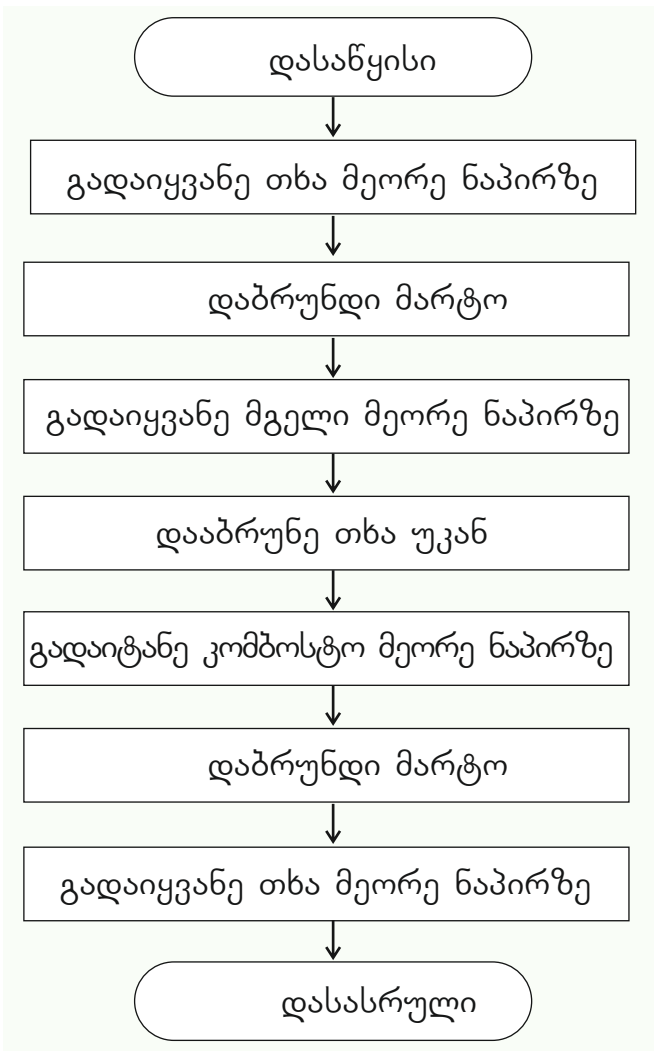 დასაწყისი
გადაიყვანე თხა მეორე ნაპირზე
დაბრუნდი მარტო
გადაიყვანე მგელი მეორე ნაპირზე
დააბრუნე თხა უკან
გადაიტანე კომბოსტო მეორე ნაპირზე
დაბრუნდი მარტო
გადაიყვანე თხა მეორე ნაპირზე
დასასრული